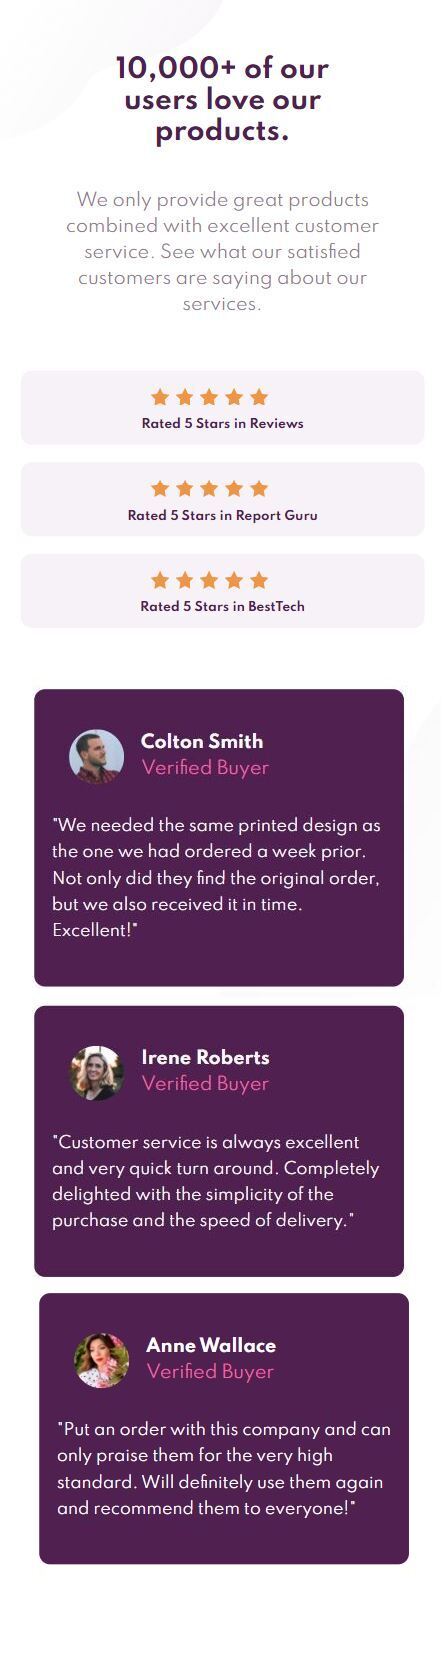 10,000+ of our
users love our
products.
We only provide great products
combined with excellent customer
service. See what our satisfied
customers are saying about our
services.
Rated 5 Stars in Reviews
Rated 5 Stars in Report Guru
Rated 5 Stars in BestTech
Colton Smith
Verified Buyer
"We needed the same printed design as
the one we had ordered a week prior.
Not only did they find the original order,
but we also received it in time.
Excellent!"
Irene Roberts
Verified Buyer
"Customer service is always excellent
and very quick turn around. Completely
delighted with the simplicity of the
purchase and the speed of delivery."
Anne Wallace
Verified Buyer
"Put an order with this company and can
only praise them for the very high
standard. Will definitely use them again
and recommend them to everyone!"